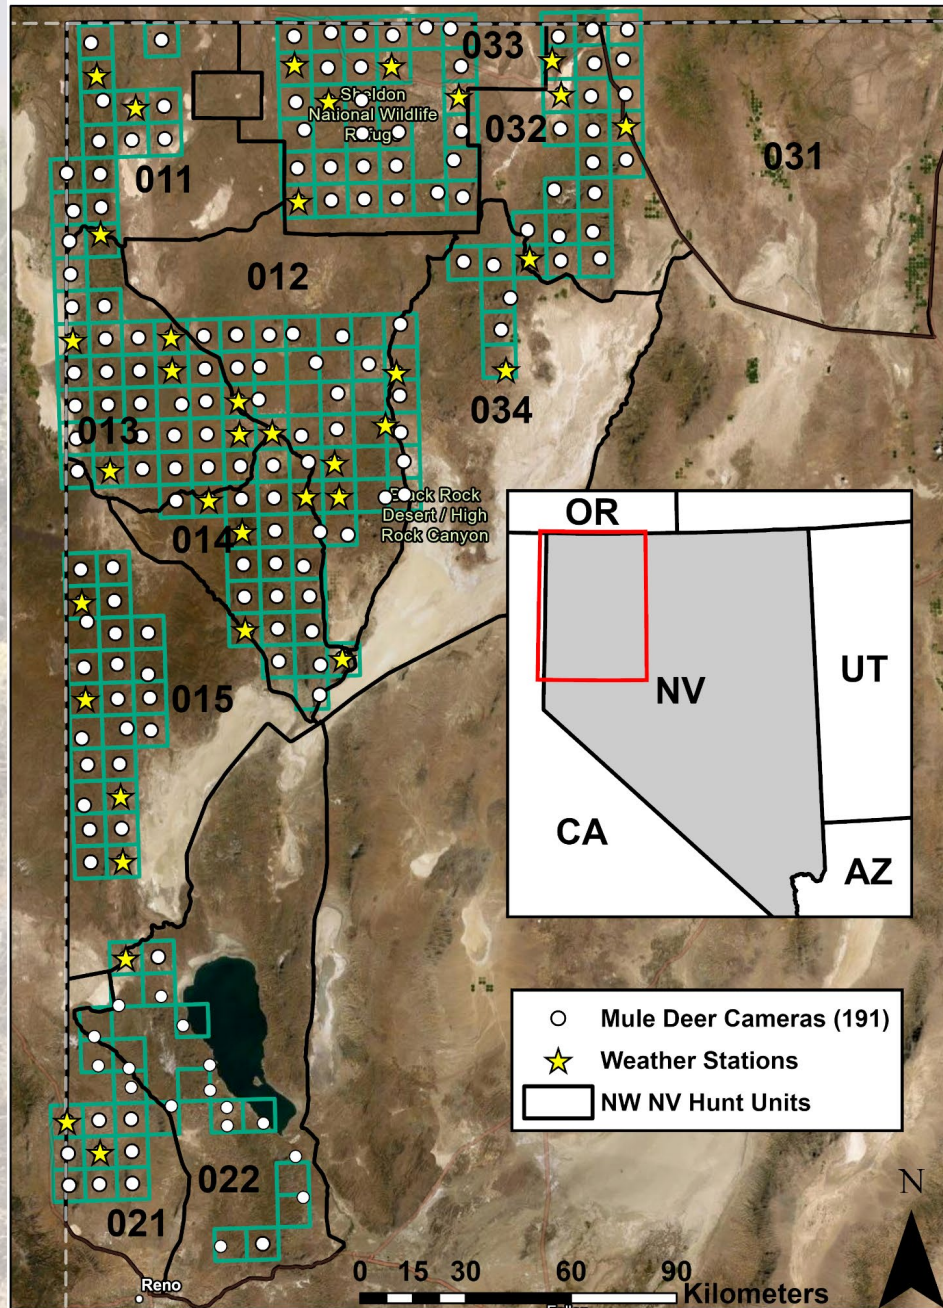 033
Sheldon
National Wildlife
Refuge
032
031
011
012
034
013
Black Rock
Desert / High
Rock Canyon
014
015
OR
NV
UT
CA
AZ
Mule Deer Cameras (191)
Weather Stations
NW NV Hunt Units
022
021
N
Reno
0 15 30 60 90
Kilometers